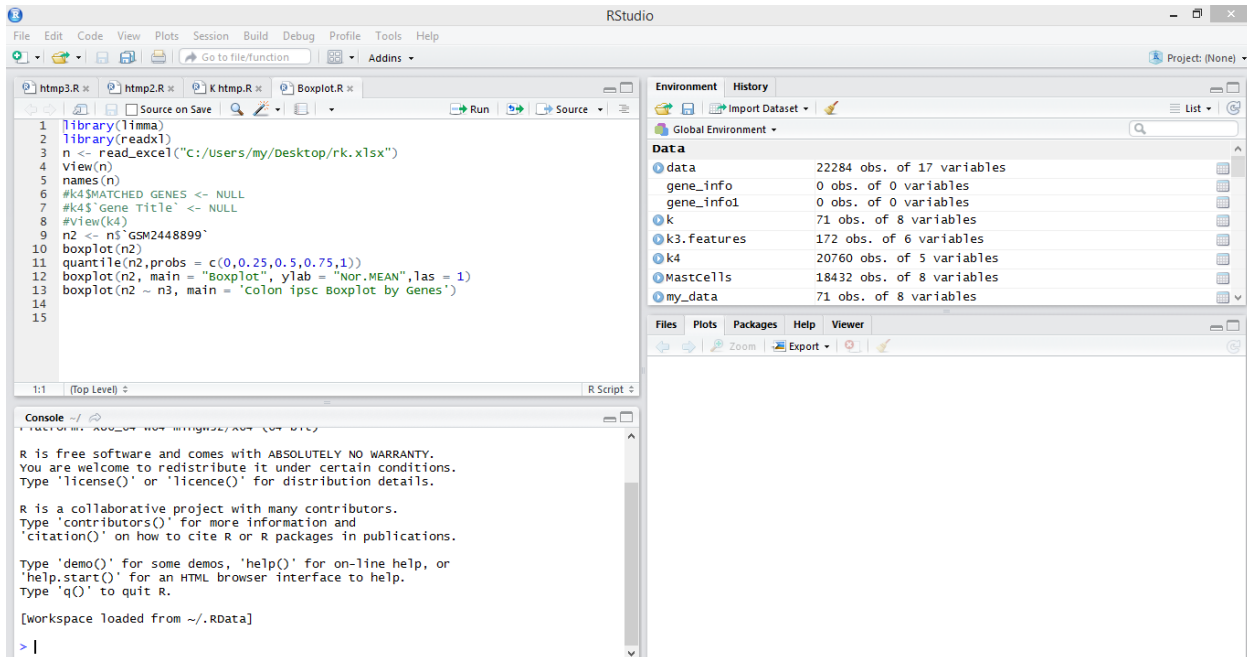 RStudio
File Edit Code View Plots Session Build Debug Profile Tools Help
Go to file/function Addins Project: (None)
htmp3.R htmp2.R K htmp.R Boxplot.R
Source on Save Run Source
1 library(limma)
2 library(readxl)
3 n <- read_excel("C:/Users/my/Desktop/rk.xlsx")
4 View(n)
5 names(n)
6 #k4$MATCHED GENES <- NULL
7 #k4$`Gene Title` <- NULL
8 #View(k4)
9 n2 <- n$`GSM2448899`
10 boxplot(n2)
11 quantile(n2,probs = c(0,0.25,0.5,0.75,1))
12 boxplot(n2, main = "Boxplot", ylab = "Nor.MEAN",las = 1)
13 boxplot(n2 ~ n3, main = 'Colon ipsc Boxplot by Genes')
14
15
1:1 (Top Level) R Script
Console ~/
Platform: x86_64-w64-mingw32/x64 (64-bit)
R is free software and comes with ABSOLUTELY NO WARRANTY.
You are welcome to redistribute it under certain conditions.
Type 'license()' or 'licence()' for distribution details.
R is a collaborative project with many contributors.
Type 'contributors()' for more information and
'citation()' on how to cite R or R packages in publications.
Type 'demo()' for some demos, 'help()' for on-line help, or
'help.start()' for an HTML browser interface to help.
Type 'q()' to quit R.
[Workspace loaded from ~/.RData]
>
Environment History
Import Dataset List
Global Environment
Data
data 22284 obs. of 17 variables
gene_info 0 obs. of 0 variables
gene_info1 0 obs. of 0 variables
k 71 obs. of 8 variables
k3.features 172 obs. of 6 variables
k4 20760 obs. of 5 variables
MastCells 18432 obs. of 8 variables
my_data 71 obs. of 8 variables
Files Plots Packages Help Viewer
Zoom Export